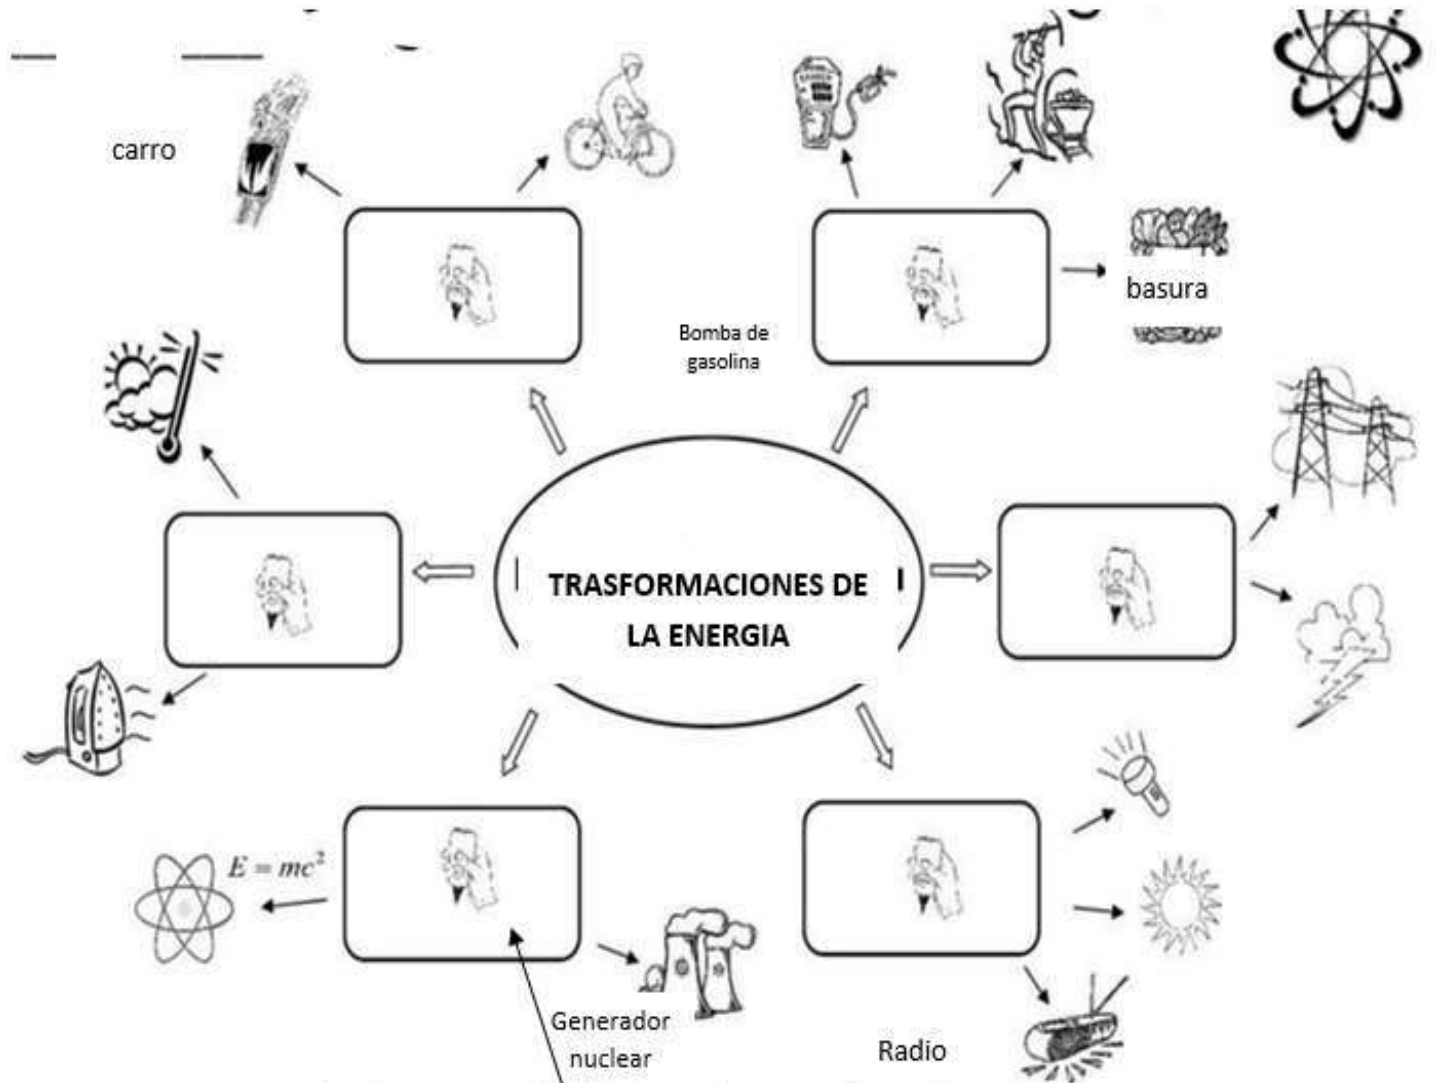 carro
basura
Bomba de
gasolina
TRASFORMACIONES DE
LA ENERGIA
E = mc²
Generador
nuclear
Radio